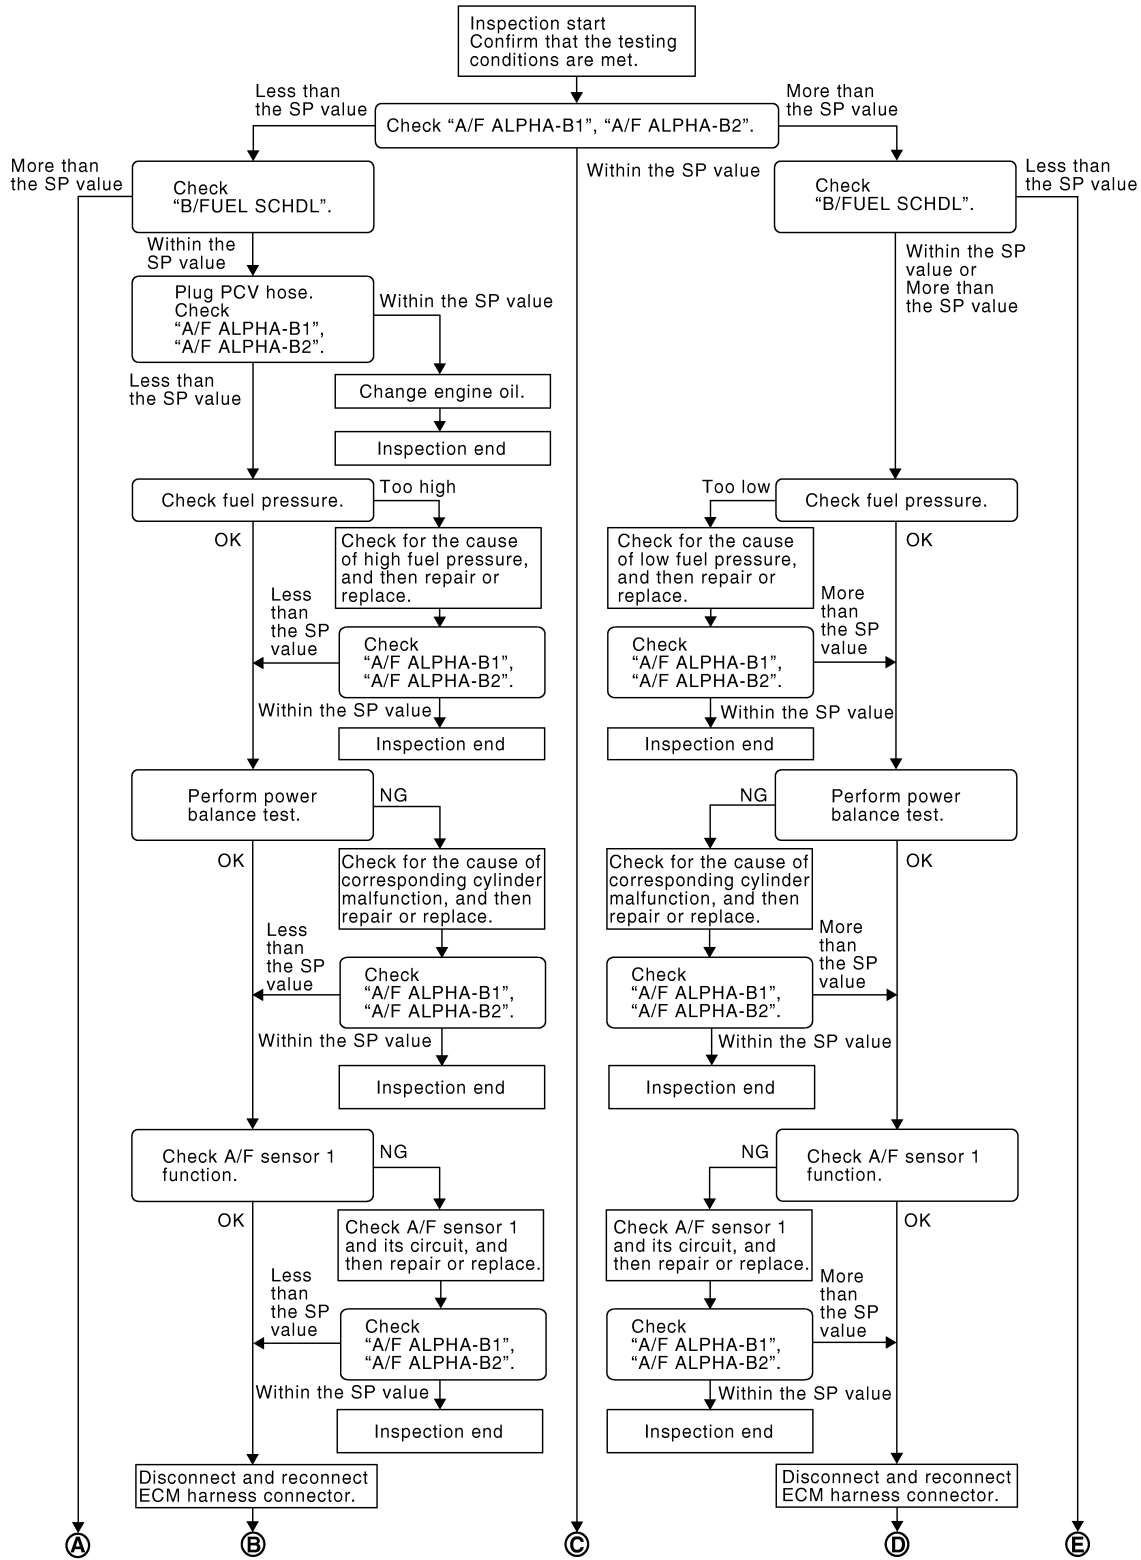 Inspection start
Confirm that the testing
conditions are met.
Less than
the SP value
More than
the SP value
Check “A/F ALPHA-B1”, “A/F ALPHA-B2”.
More than
the SP value
Within the SP value
Less than
the SP value
Check
“B/FUEL SCHDL”.
Check
“B/FUEL SCHDL”.
Within the
SP value
Within the SP
value or
More than
the SP value
Plug PCV hose.
Check
“A/F ALPHA-B1”,
“A/F ALPHA-B2”.
Within the SP value
Less than
the SP value
Change engine oil.
Inspection end
Check fuel pressure.
Too high
Too low
Check fuel pressure.
OK
Check for the cause
of high fuel pressure,
and then repair or
replace.
Check for the cause
of low fuel pressure,
and then repair or
replace.
OK
Less
than
the SP
value
Check
“A/F ALPHA-B1”,
“A/F ALPHA-B2”.
Check
“A/F ALPHA-B1”,
“A/F ALPHA-B2”.
More
than
the SP
value
Within the SP value
Within the SP value
Inspection end
Inspection end
Perform power
balance test.
NG
NG
Perform power
balance test.
OK
Check for the cause of
corresponding cylinder
malfunction, and then
repair or replace.
Check for the cause of
corresponding cylinder
malfunction, and then
repair or replace.
OK
Less
than
the SP
value
Check
“A/F ALPHA-B1”,
“A/F ALPHA-B2”.
Check
“A/F ALPHA-B1”,
“A/F ALPHA-B2”.
More
than
the SP
value
Within the SP value
Within the SP value
Inspection end
Inspection end
Check A/F sensor 1
function.
NG
NG
Check A/F sensor 1
function.
OK
Check A/F sensor 1
and its circuit, and
then repair or replace.
Check A/F sensor 1
and its circuit, and
then repair or replace.
OK
Less
than
the SP
value
Check
“A/F ALPHA-B1”,
“A/F ALPHA-B2”.
Check
“A/F ALPHA-B1”,
“A/F ALPHA-B2”.
More
than
the SP
value
Within the SP value
Within the SP value
Inspection end
Inspection end
Disconnect and reconnect
ECM harness connector.
Disconnect and reconnect
ECM harness connector.
A
B
C
D
E